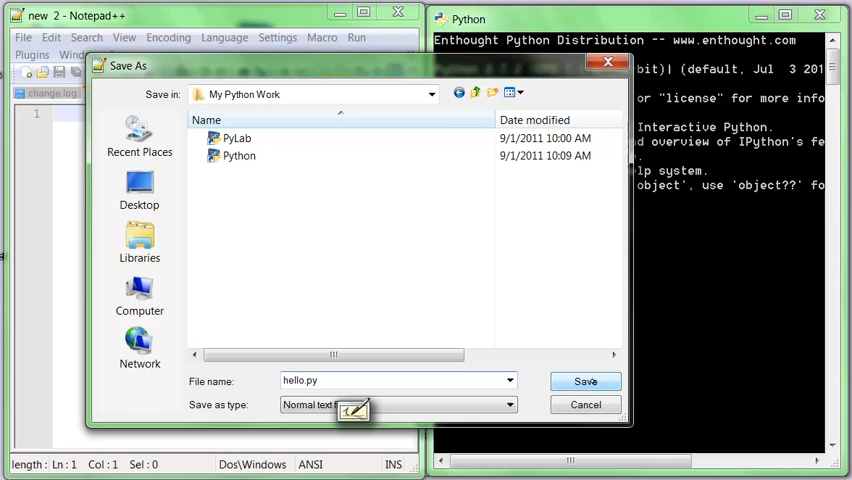 new 2 - Notepad++
File Edit Search View Encoding Language Settings Macro Run
Plugins
change.log
1
length : Ln : 1 Col : 1 Sel : 0 Dos\Windows ANSI INS
Save As
Save in: My Python Work
Name Date modified
PyLab 9/1/2011 10:00 AM
Python 9/1/2011 10:09 AM
Recent Places
Desktop
Libraries
Computer
Network
File name: hello.py
Save as type: Normal text
Save
Cancel
Python
Enthought Python Distribution -- www.enthought.com
bit)| (default, Jul 3 201
or "license" for more info
Interactive Python.
nd overview of IPython's fe
lp system.
object', use 'object??' fo